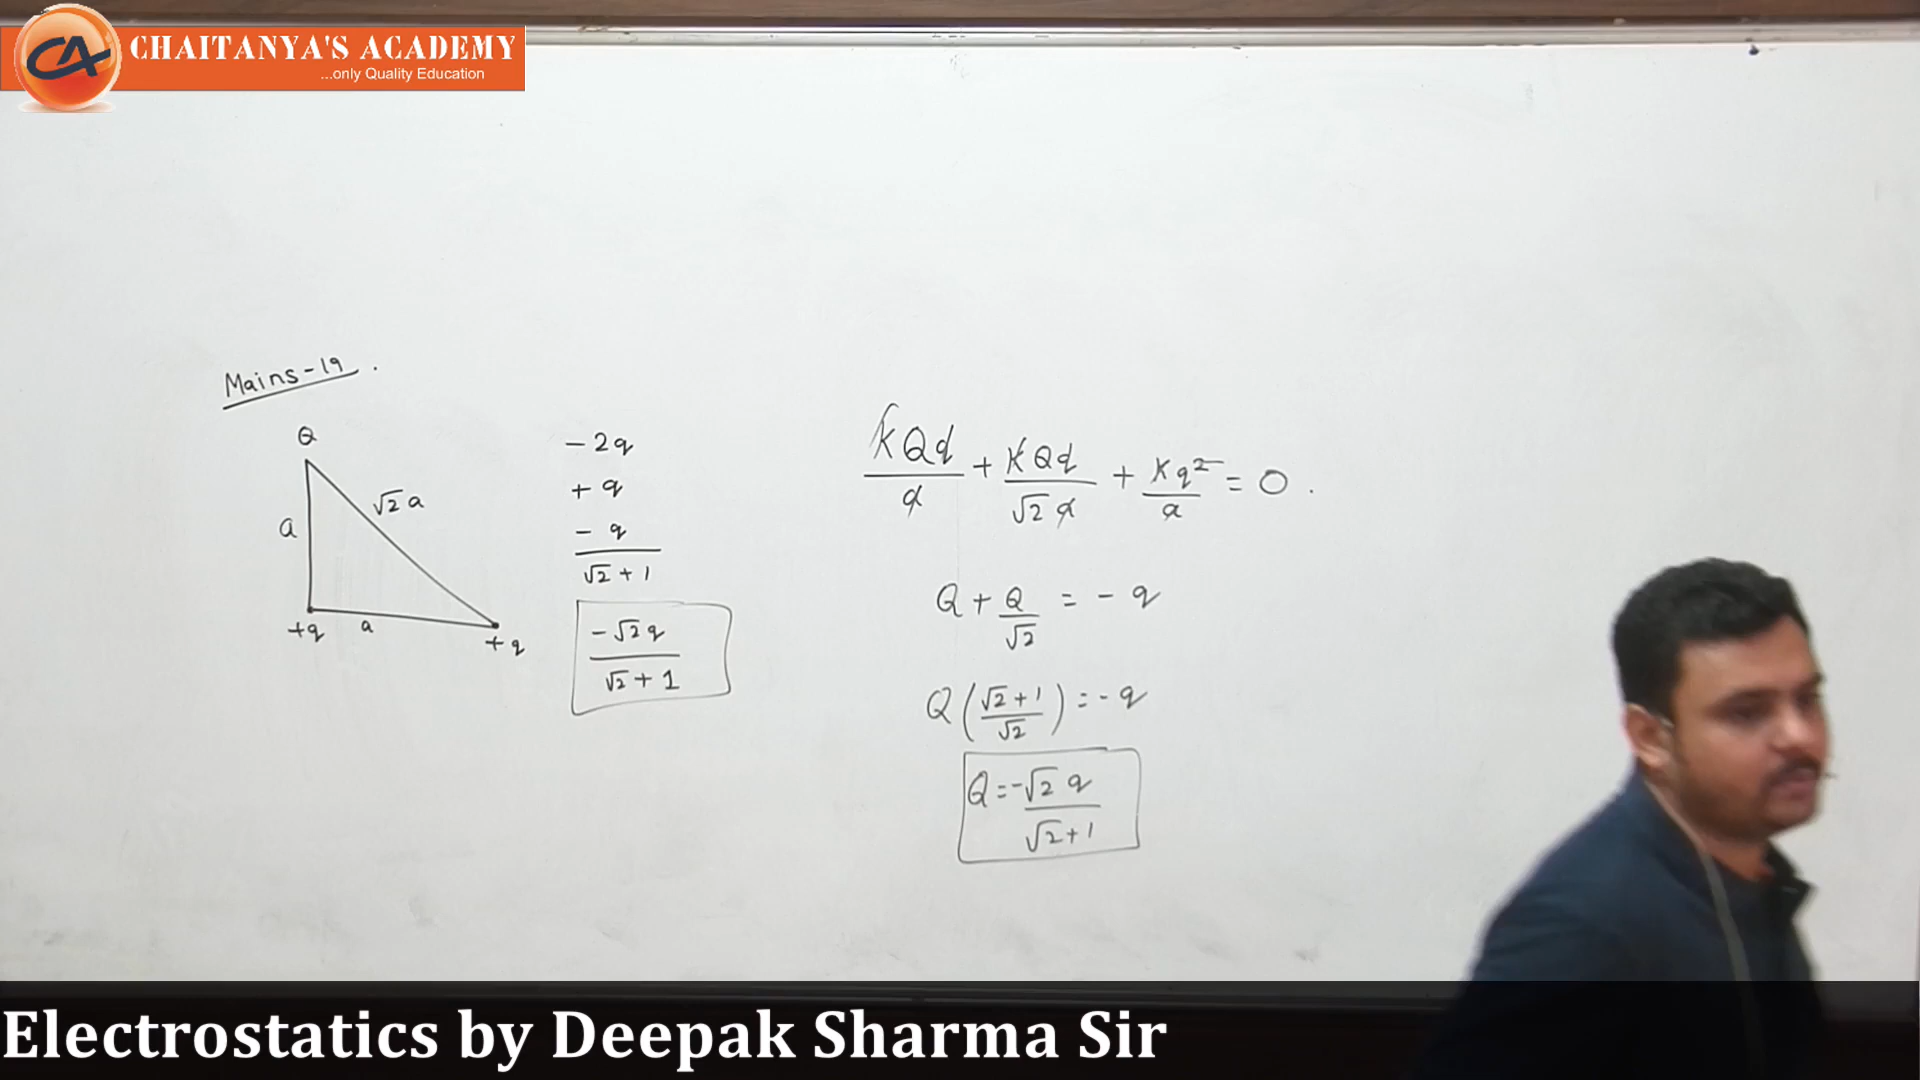 CHAITANYA'S ACADEMY
...only Quality Education
Mains-19.
Q
√2 a
a
+q
a
+q
-2q
+q
-q
√2+1
-√2 q
√2+1
KQq + KQq + Kq² = 0.
a √2 a a
Q + Q = -q
√2
Q(√2+1) = -q
√2
Q = -√2 q
√2+1
Electrostatics by Deepak Sharma Sir